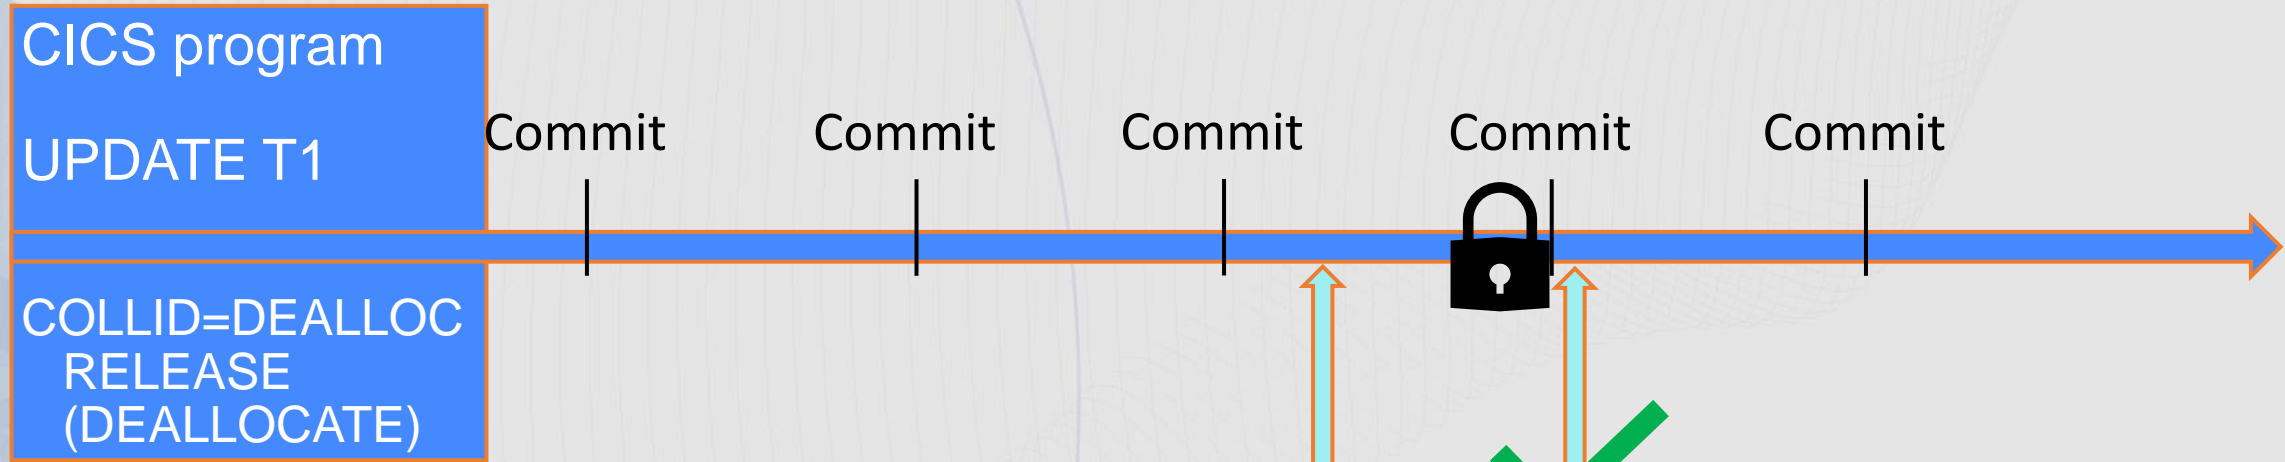 CICS program
UPDATE T1
Commit Commit Commit Commit Commit
COLLID=DEALLOC
RELEASE
(DEALLOCATE)